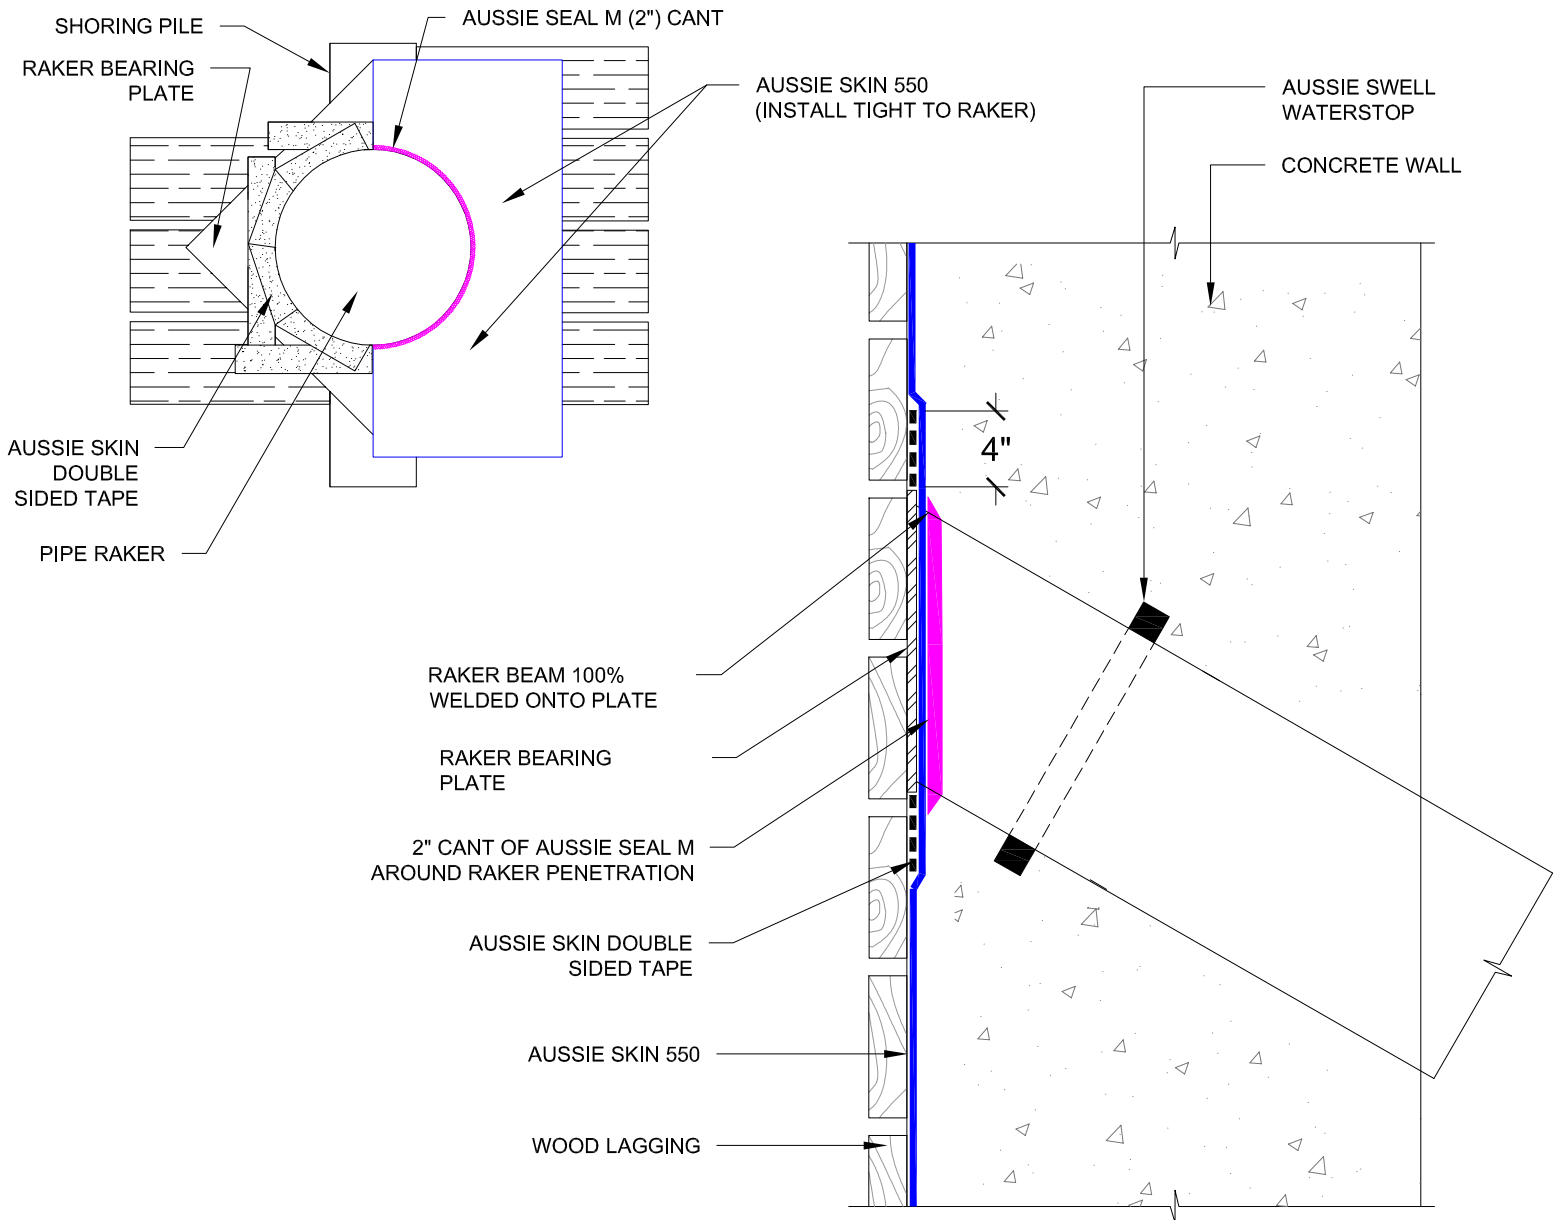 SHORING PILE
RAKER BEARING
PLATE
AUSSIE SEAL M (2") CANT
AUSSIE SKIN 550
(INSTALL TIGHT TO RAKER)
AUSSIE SKIN
DOUBLE
SIDED TAPE
PIPE RAKER
AUSSIE SWELL
WATERSTOP
CONCRETE WALL
4"
RAKER BEAM 100%
WELDED ONTO PLATE
RAKER BEARING
PLATE
2" CANT OF AUSSIE SEAL M
AROUND RAKER PENETRATION
AUSSIE SKIN DOUBLE
SIDED TAPE
AUSSIE SKIN 550
WOOD LAGGING